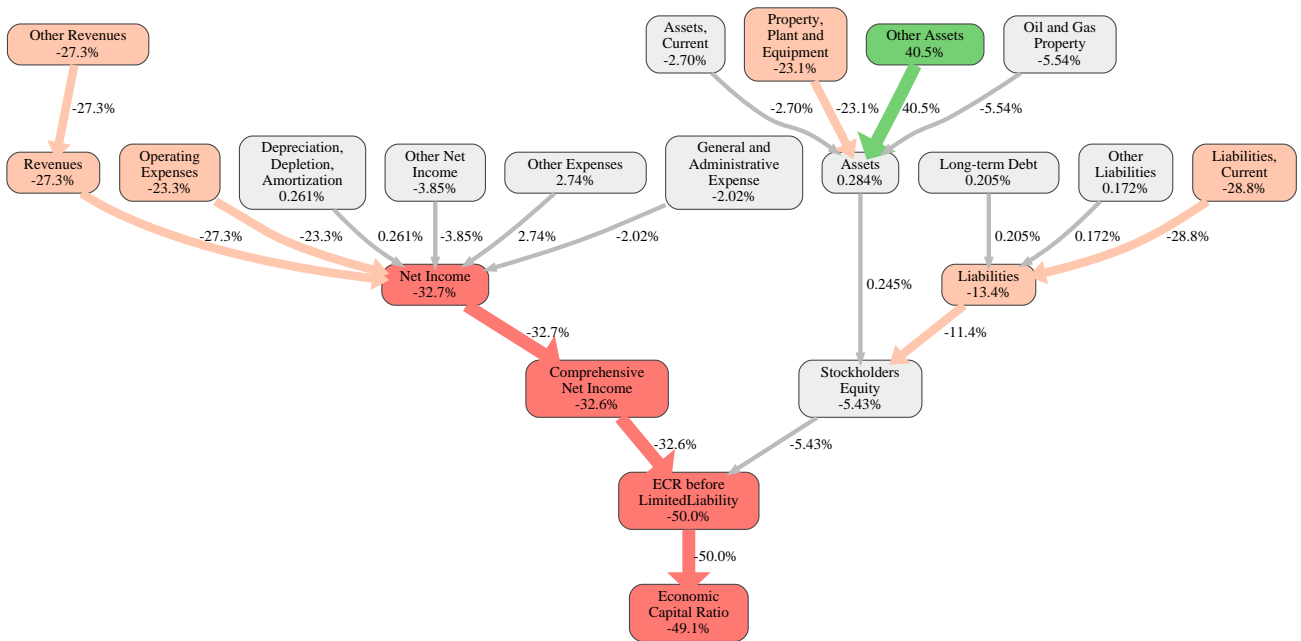 Other Revenues
-27.3%
Assets,
Current
-2.70%
Property,
Plant and
Equipment
-23.1%
Other Assets
40.5%
Oil and Gas
Property
-5.54%
-27.3%
-2.70%
-23.1%
40.5%
-5.54%
Revenues
-27.3%
Operating
Expenses
-23.3%
Depreciation,
Depletion,
Amortization
0.261%
Other Net
Income
-3.85%
Other Expenses
2.74%
General and
Administrative
Expense
-2.02%
Assets
0.284%
Long-term Debt
0.205%
Other
Liabilities
0.172%
Liabilities,
Current
-28.8%
-27.3%
-23.3%
0.261%
-3.85%
2.74%
-2.02%
0.205%
0.172%
-28.8%
Net Income
-32.7%
0.245%
Liabilities
-13.4%
-32.7%
-11.4%
Comprehensive
Net Income
-32.6%
Stockholders
Equity
-5.43%
-32.6%
-5.43%
ECR before
LimitedLiability
-50.0%
-50.0%
Economic
Capital Ratio
-49.1%